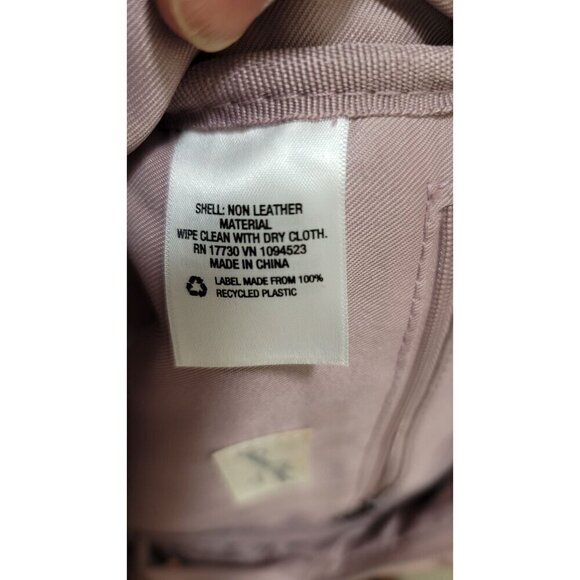 SHELL: NON LEATHER
MATERIAL
WIPE CLEAN WITH DRY CLOTH.
RN 17730 VN 1094523
MADE IN CHINA
LABEL MADE FROM 100%
RECYCLED PLASTIC